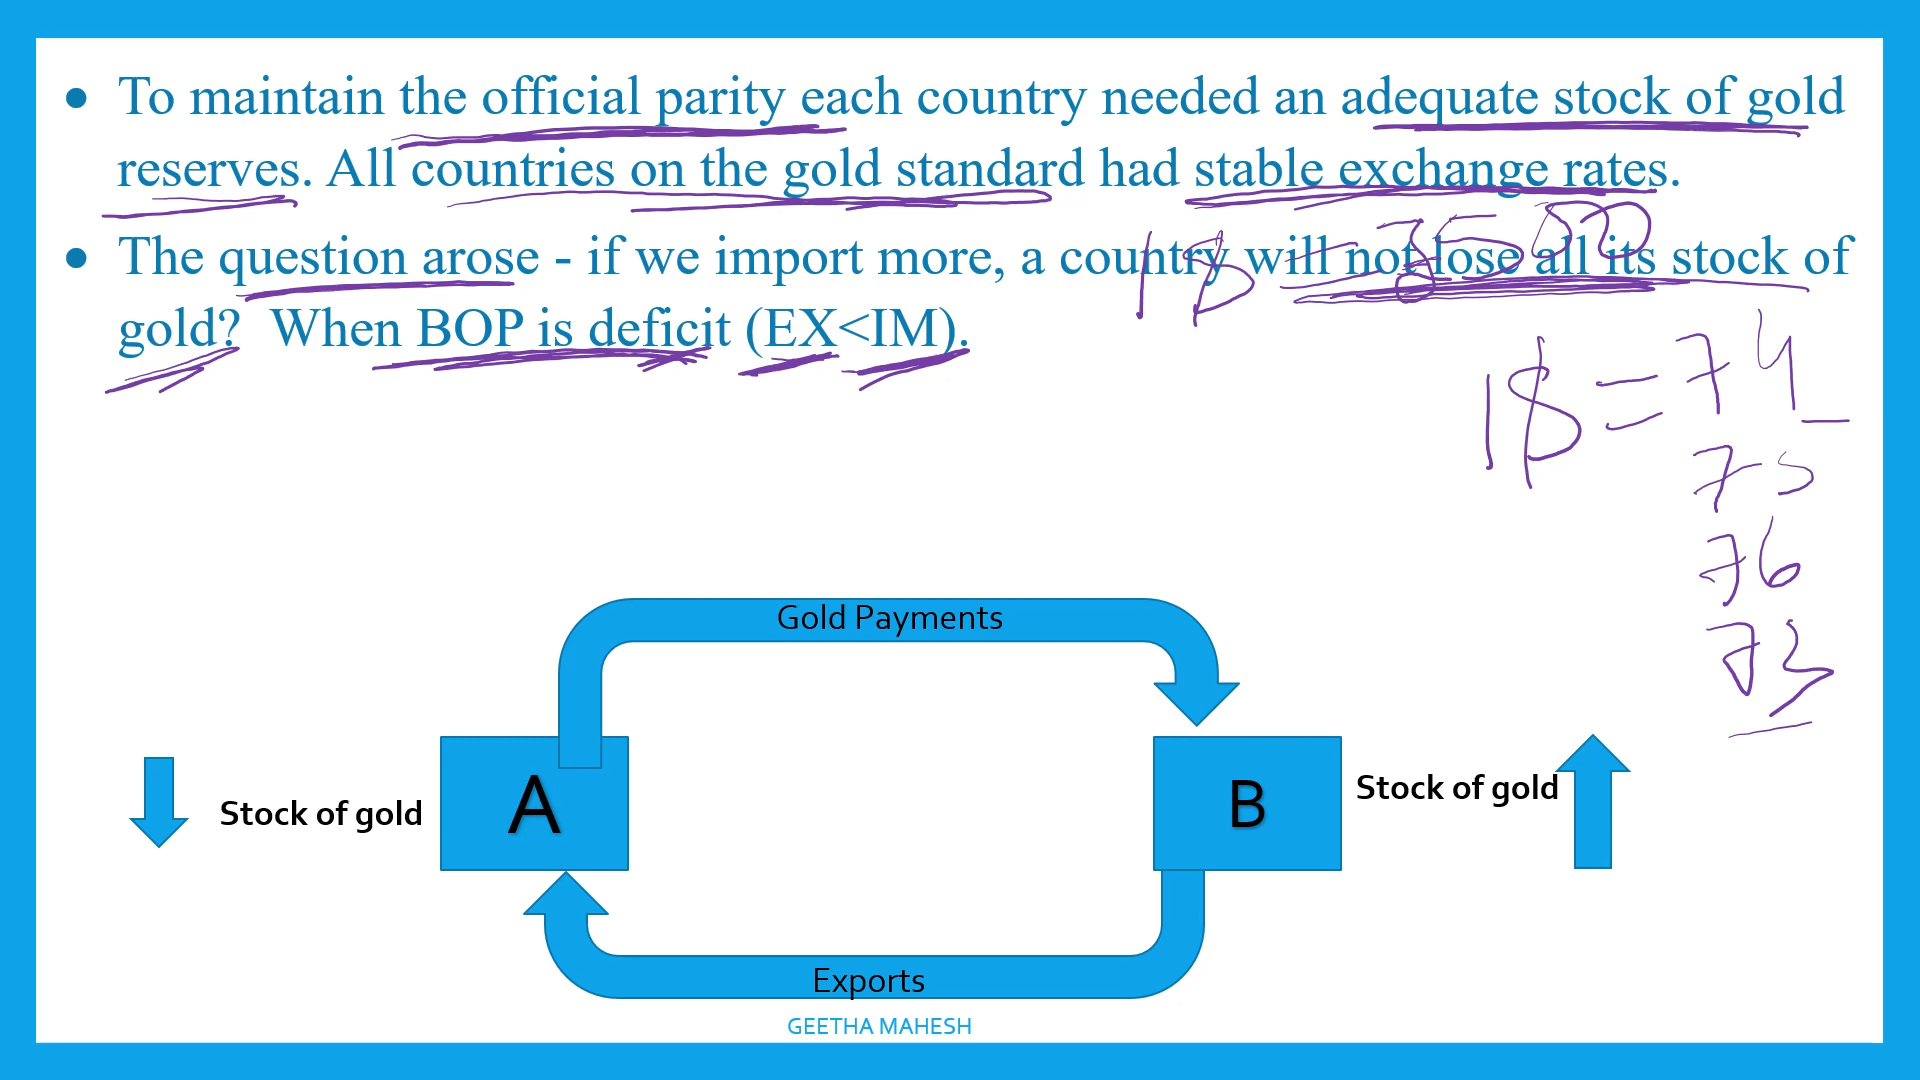 • To maintain the official parity each country needed an adequate stock of gold
reserves. All countries on the gold standard had stable exchange rates.
• The question arose - if we import more, a country will not lose all its stock of
gold? When BOP is deficit (EX<IM).
1$ = 3500
1$ = 74
75
76
73
Gold Payments
Stock of gold
A
B
Stock of gold
Exports
GEETHA MAHESH